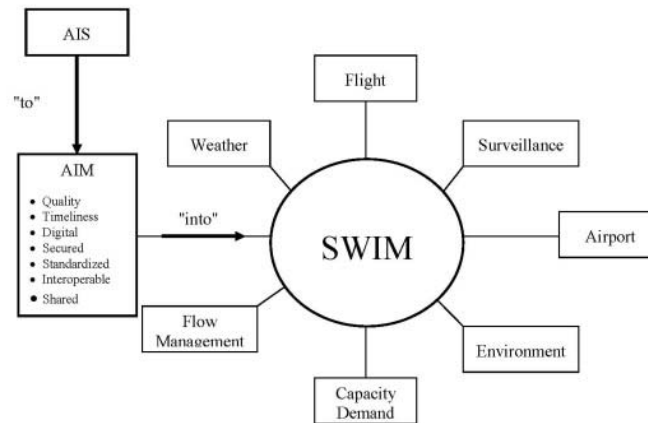 AIS
"to"
AIM
Quality
Timeliness
Digital
Secured
Standardized
Interoperable
Shared
"into"
SWIM
Flight
Weather
Surveillance
Airport
Environment
Capacity
Demand
Flow
Management